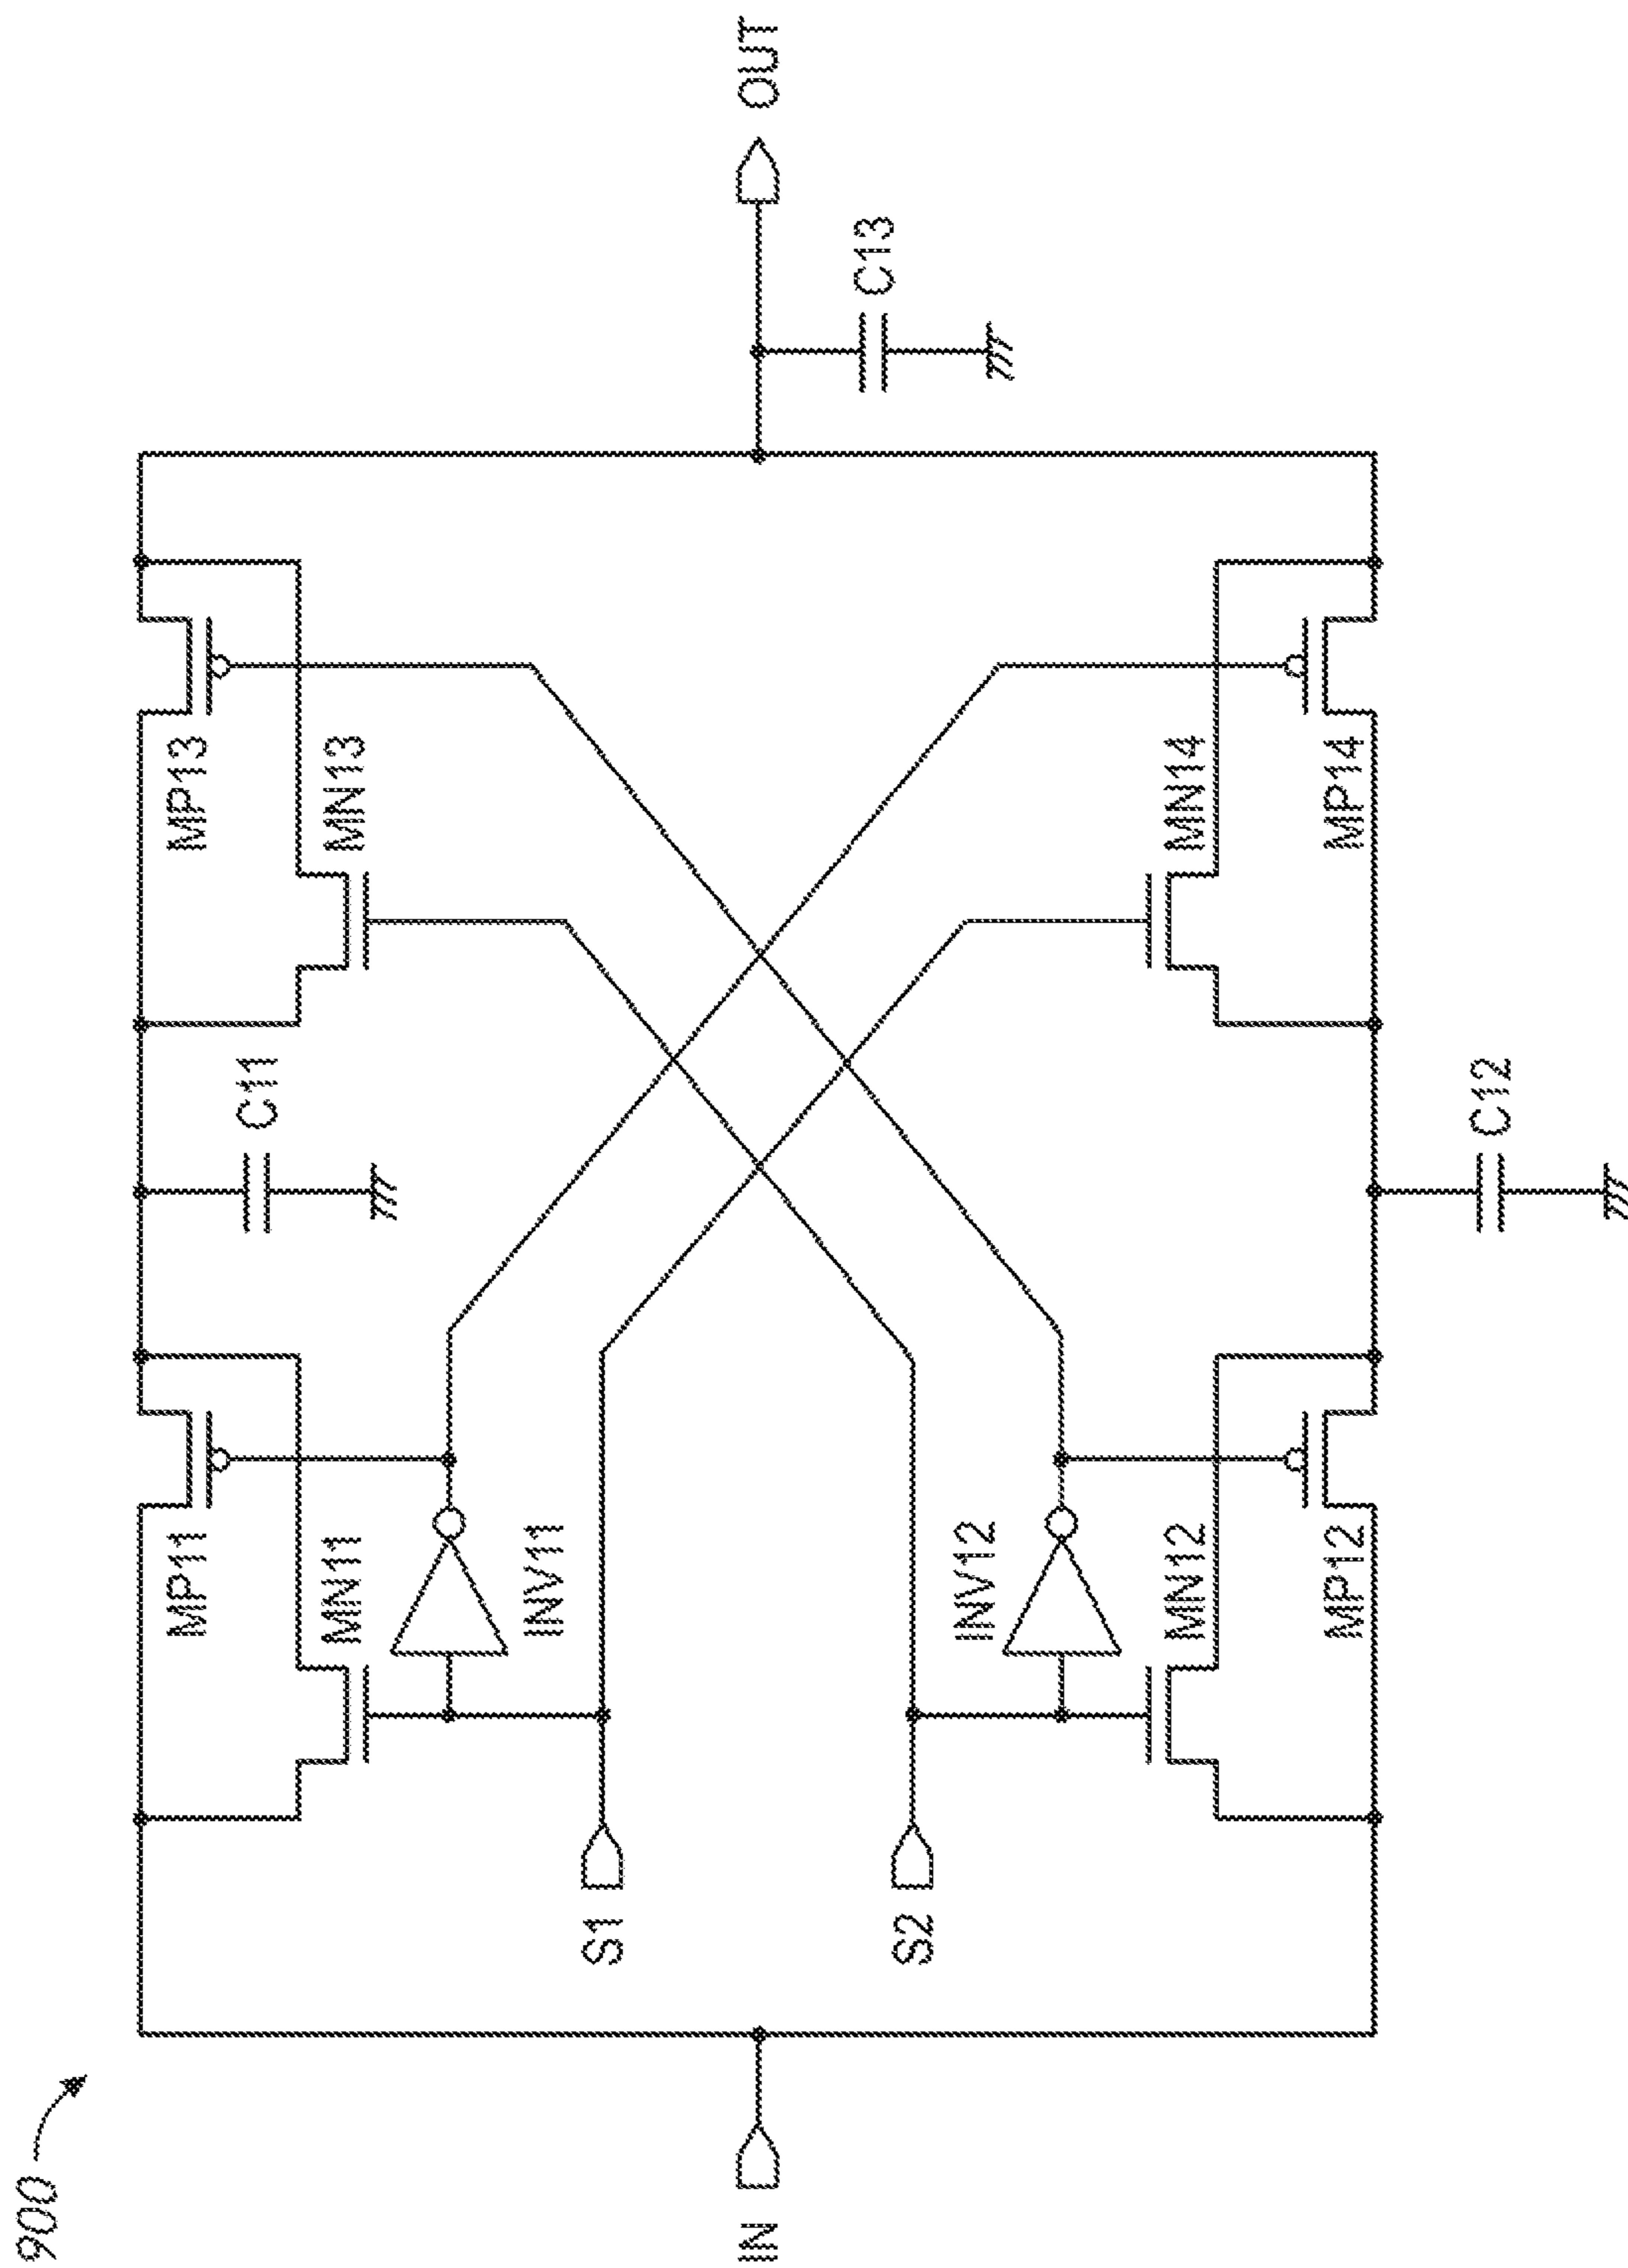 900
IN
OUT
S1
S2
MP11
MN11
INV11
INV12
MN12
MP12
C11
C12
MP13
MN13
MN14
MP14
C13